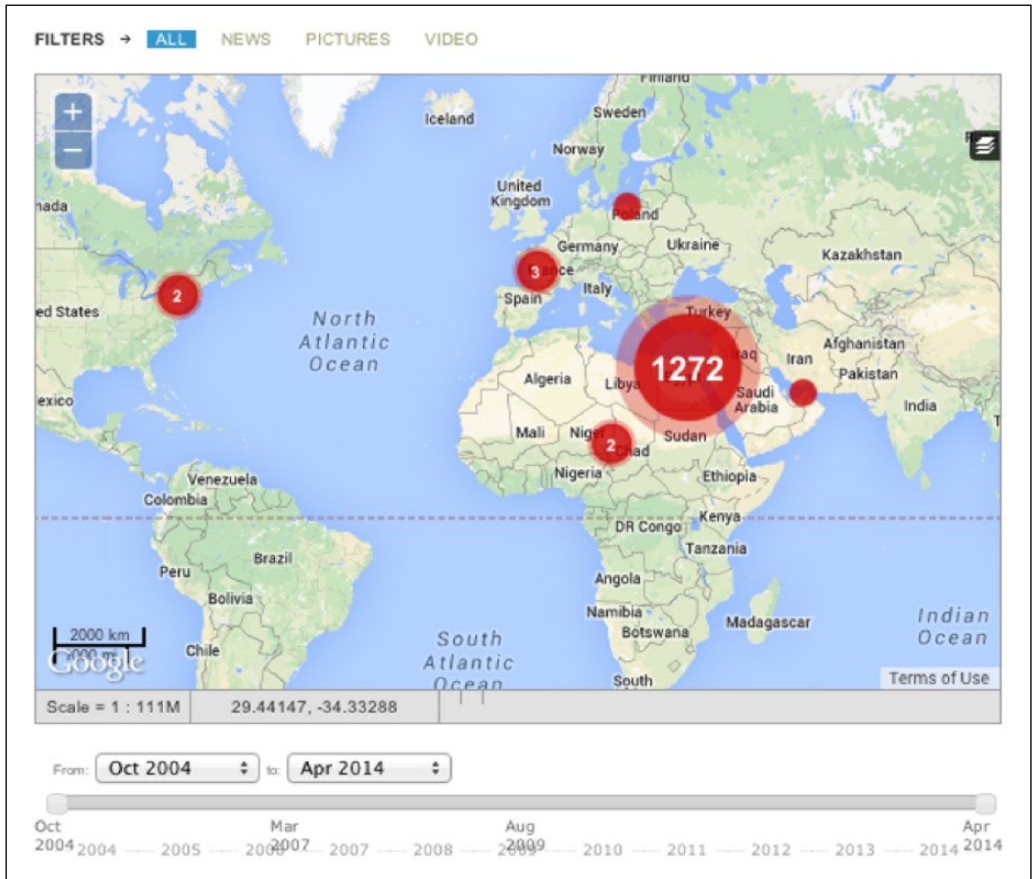 FILTERS → ALL NEWS PICTURES VIDEO
Finland
Iceland
Sweden
Norway
United
Kingdom
nada
Poland
Germany
Ukraine
Kazakhstan
3
nce
2
Italy
ed States
Spain
North
Atlantic
Ocean
Turkey
Afghanistan
1272
raq
Iran
Pakistan
Algeria
Libya
Saudi
Arabia
India
exico
T
Mali
Niger
2
had
Sudan
Nigeria
Ethiopia
Venezuela
Colombia
Kenya
DR Congo
Brazil
Tanzania
Peru
Angola
Bolivia
Namibia
Madagascar
Indian
Ocean
Botswana
2000 km
Chile
South
Atlantic
Ocean
Google
South
Terms of Use
Scale = 1 : 111M 29.44147, -34.33288
From: Oct 2004 to: Apr 2014
Oct
2004
Mar
2007
Aug
2009
Apr
2014
2004 2005 2006 2007 2008 2009 2010 2011 2012 2013 2014